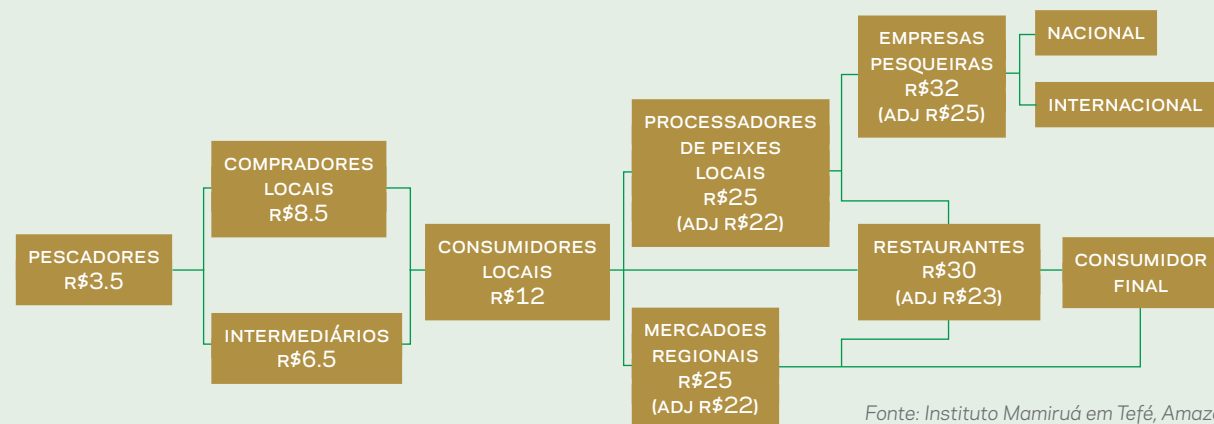 PESCADORES
R$3.5
COMPRADORES
LOCAIS
R$8.5
INTERMEDIÁRIOS
R$6.5
CONSUMIDORES
LOCAIS
R$12
PROCESSADORES
DE PEIXES
LOCAIS
R$25
(ADJ R$22)
MERCADOES
REGIONAIS
R$25
(ADJ R$22)
EMPRESAS
PESQUEIRAS
R$32
(ADJ R$25)
RESTAURANTES
R$30
(ADJ R$23)
NACIONAL
INTERNACIONAL
CONSUMIDOR
FINAL
Fonte: Instituto Mamiruá em Tefé,